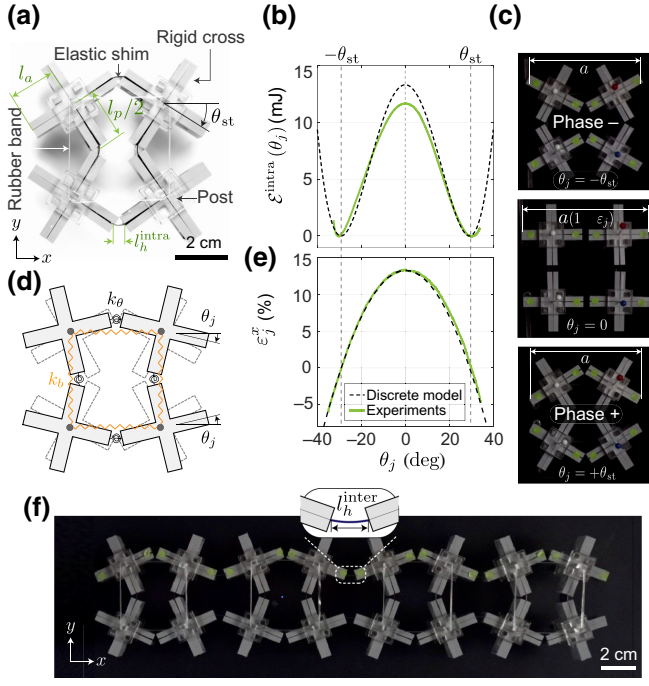 (a)
Elastic shim
Rigid cross
l_a
l_p/2
θ_st
Rubber band
Post
l_h^intra
y
x
2 cm
(b)
−θ_st
θ_st
ℰ^intra (θ_j) (mJ)
15
10
5
0
(e)
ε_j^x (%)
15
10
5
0
−5
−10
Discrete model
Experiments
−40
−20
0
20
40
θ_j (deg)
(c)
a
Phase −
θ_j = −θ_st
a(1 ε_j)
θ_j = 0
a
Phase +
θ_j = +θ_st
(d)
k_θ
θ_j
k_b
θ_j
(f)
l_h^inter
y
x
2 cm